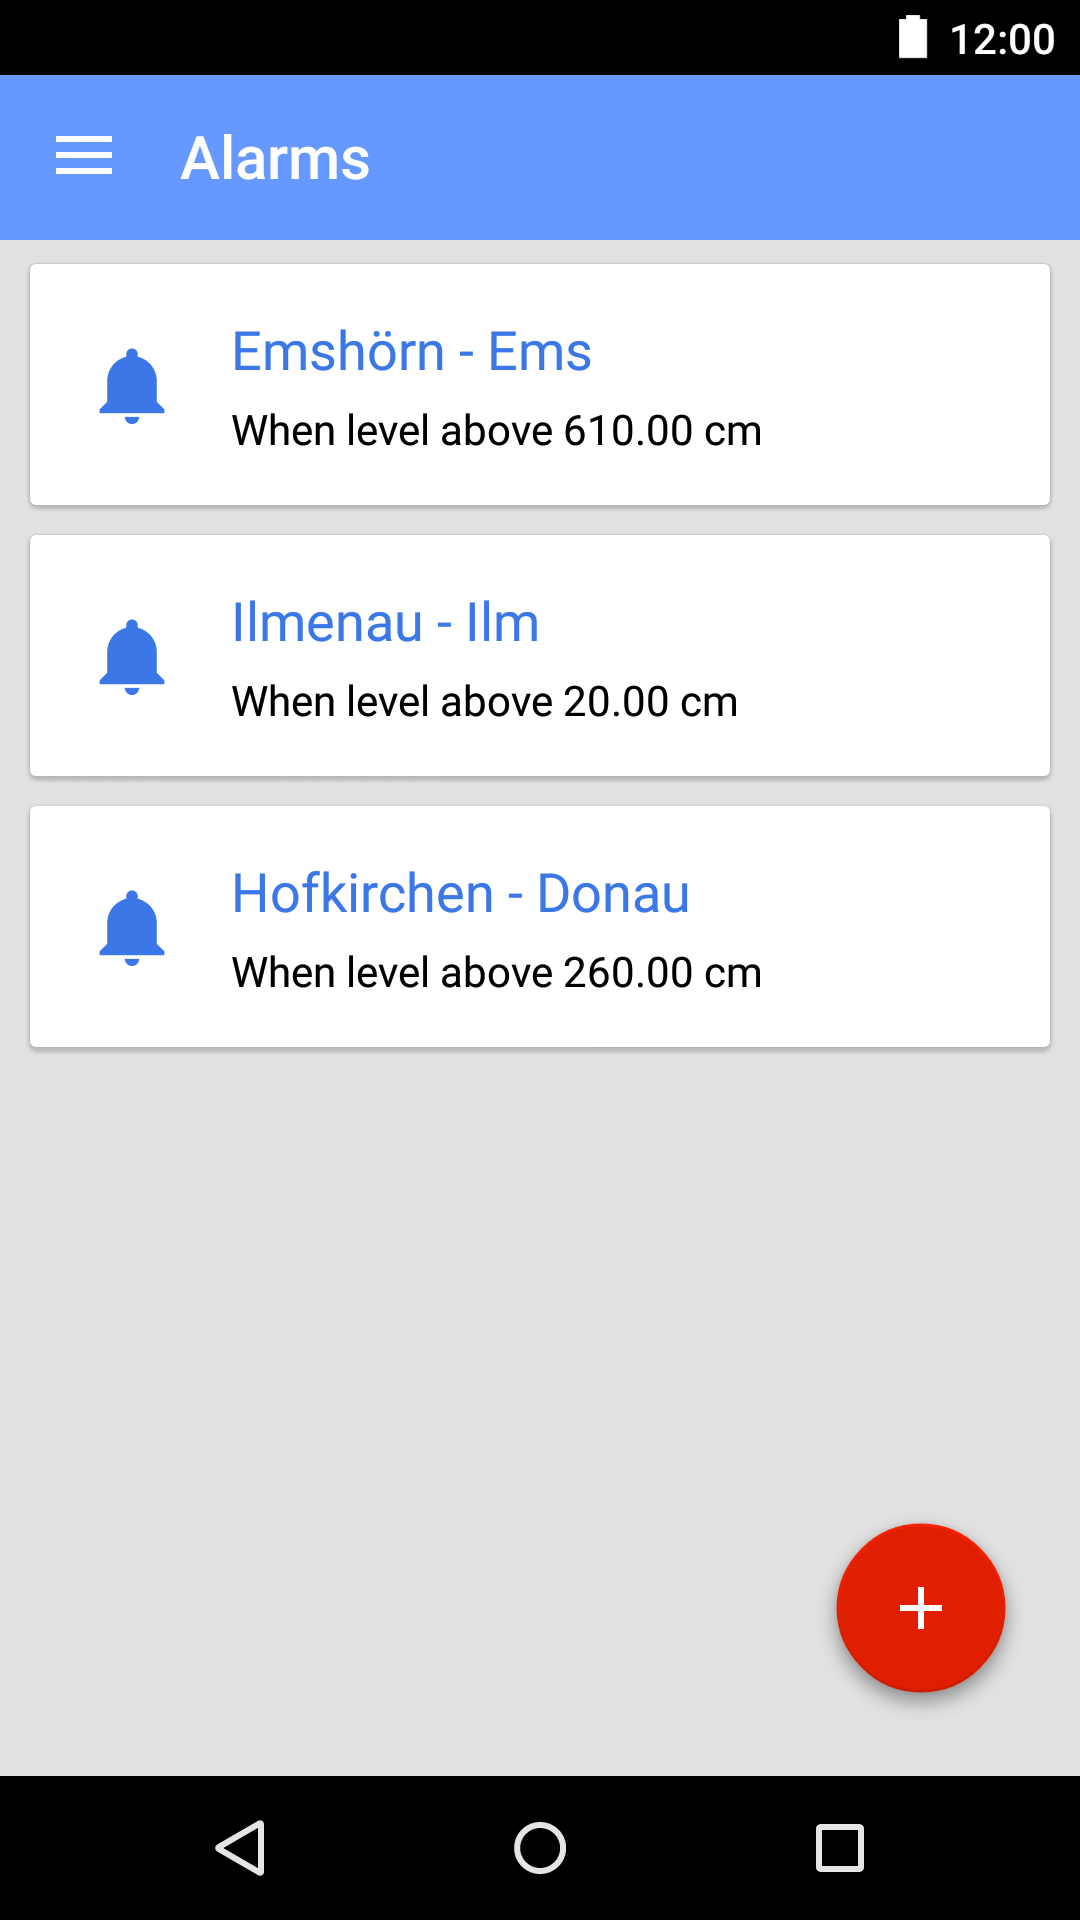 12:00
Alarms
Emshörn - Ems
When level above 610.00 cm
Ilmenau - Ilm
When level above 20.00 cm
Hofkirchen - Donau
When level above 260.00 cm